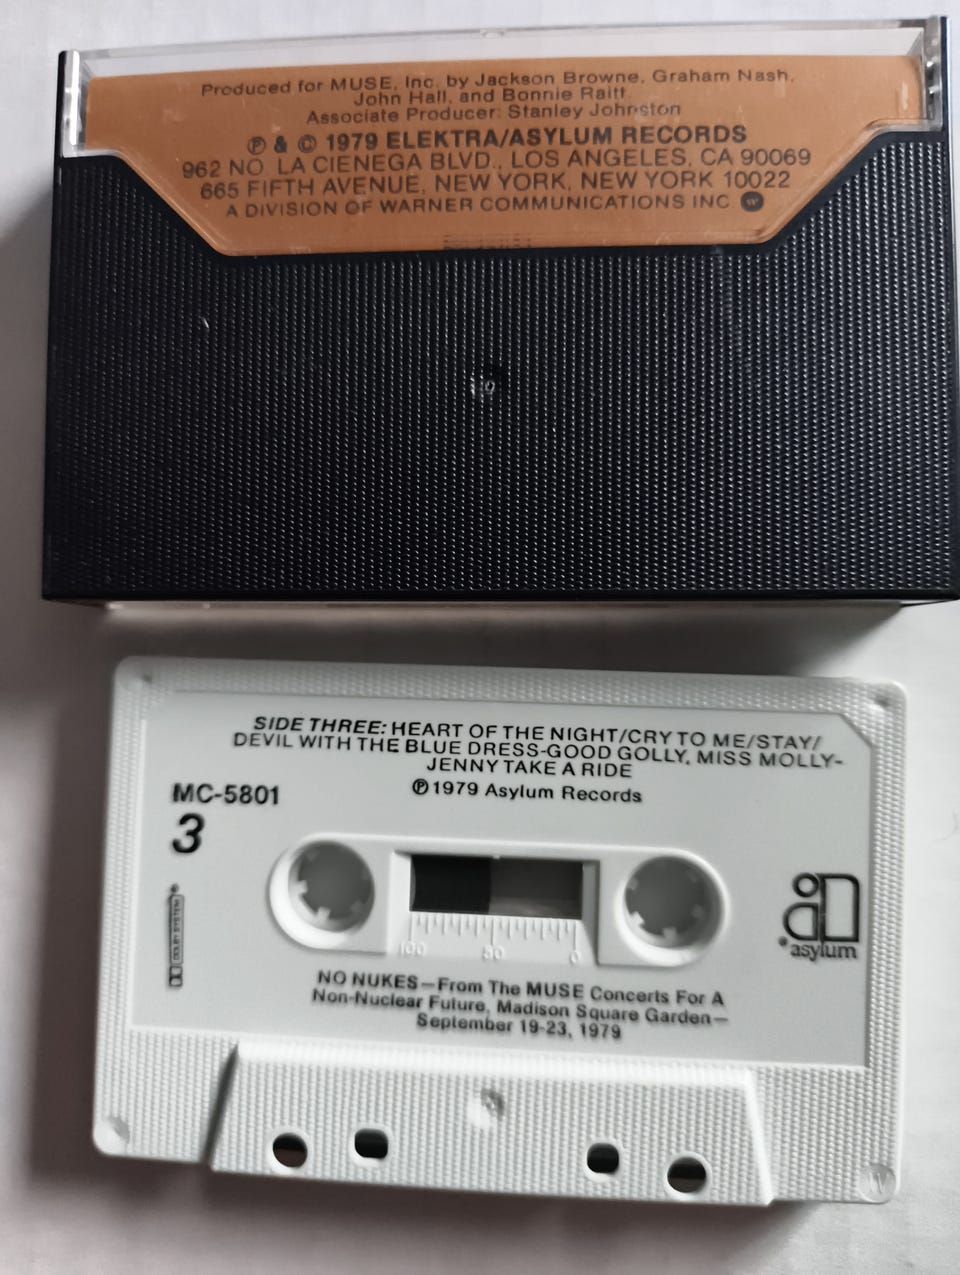 Produced for MUSE, Inc. by Jackson Browne, Graham Nash,
John Hall, and Bonnie Raitt
Associate Producer: Stanley Johnston
℗ & © 1979 ELEKTRA/ASYLUM RECORDS
962 NO. LA CIENEGA BLVD., LOS ANGELES, CA 90069
665 FIFTH AVENUE, NEW YORK, NEW YORK 10022
A DIVISION OF WARNER COMMUNICATIONS INC
SIDE THREE: HEART OF THE NIGHT/CRY TO ME/STAY/
DEVIL WITH THE BLUE DRESS-GOOD GOLLY, MISS MOLLY-
JENNY TAKE A RIDE
℗1979 Asylum Records
MC-5801
3
DOLBY SYSTEM
100 50 0
asylum
NO NUKES—From The MUSE Concerts For A
Non-Nuclear Future, Madison Square Garden—
September 19-23, 1979